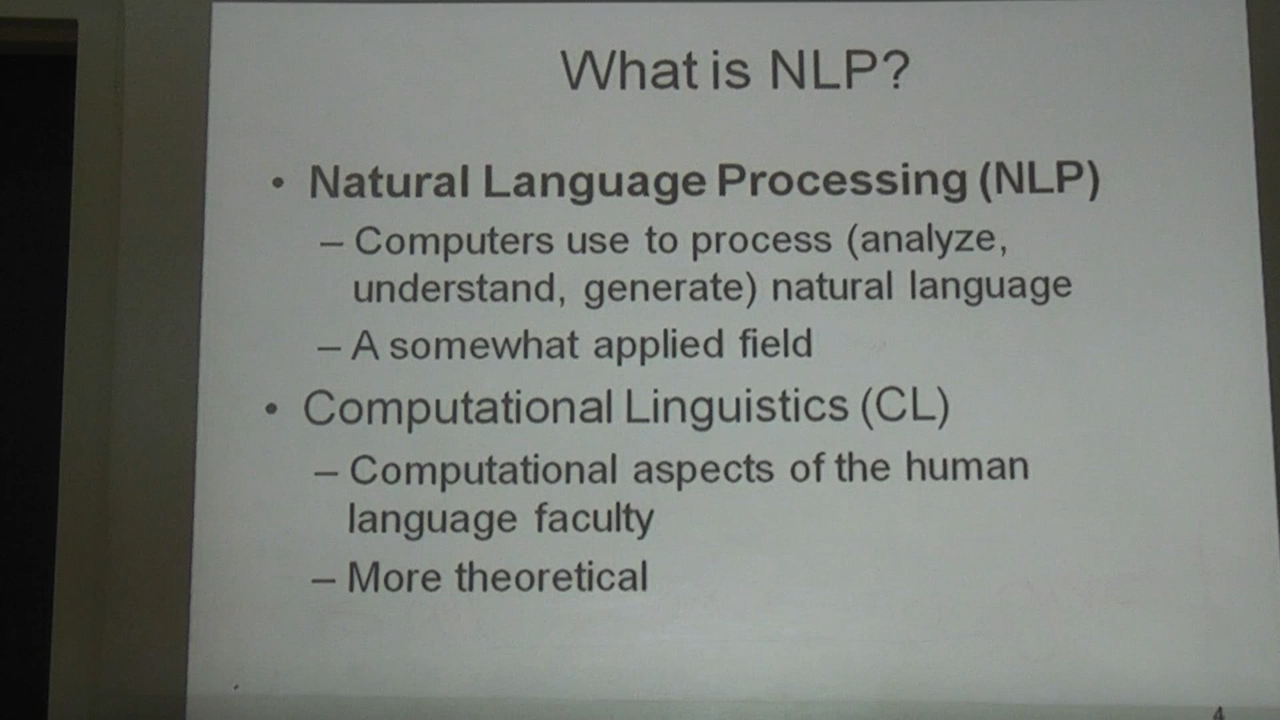 What is NLP?
• Natural Language Processing (NLP)
– Computers use to process (analyze,
understand, generate) natural language
– A somewhat applied field
• Computational Linguistics (CL)
– Computational aspects of the human
language faculty
– More theoretical
4